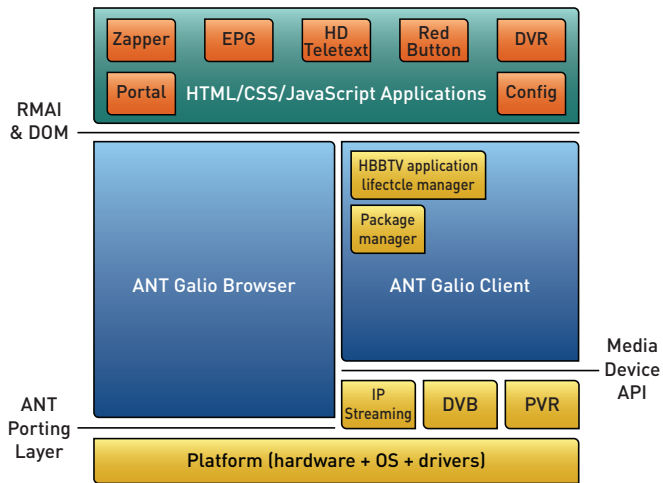 Zapper
EPG
HD
Teletext
Red
Button
DVR
Portal
HTML/CSS/JavaScript Applications
Config
RMAI
& DOM
HBBTV application
lifectcle manager
Package
manager
ANT Galio Browser
ANT Galio Client
Media
Device
API
IP
Streaming
DVB
PVR
ANT
Porting
Layer
Platform (hardware + OS + drivers)